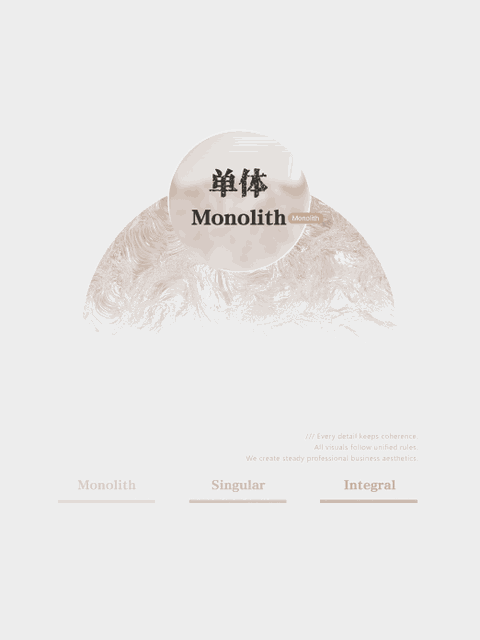 单体
Monolith
Monolith
/// Every detail keeps coherence
All visuals follow unified rules
We create steady professional business aesthetics
Monolith
Singular
Integral